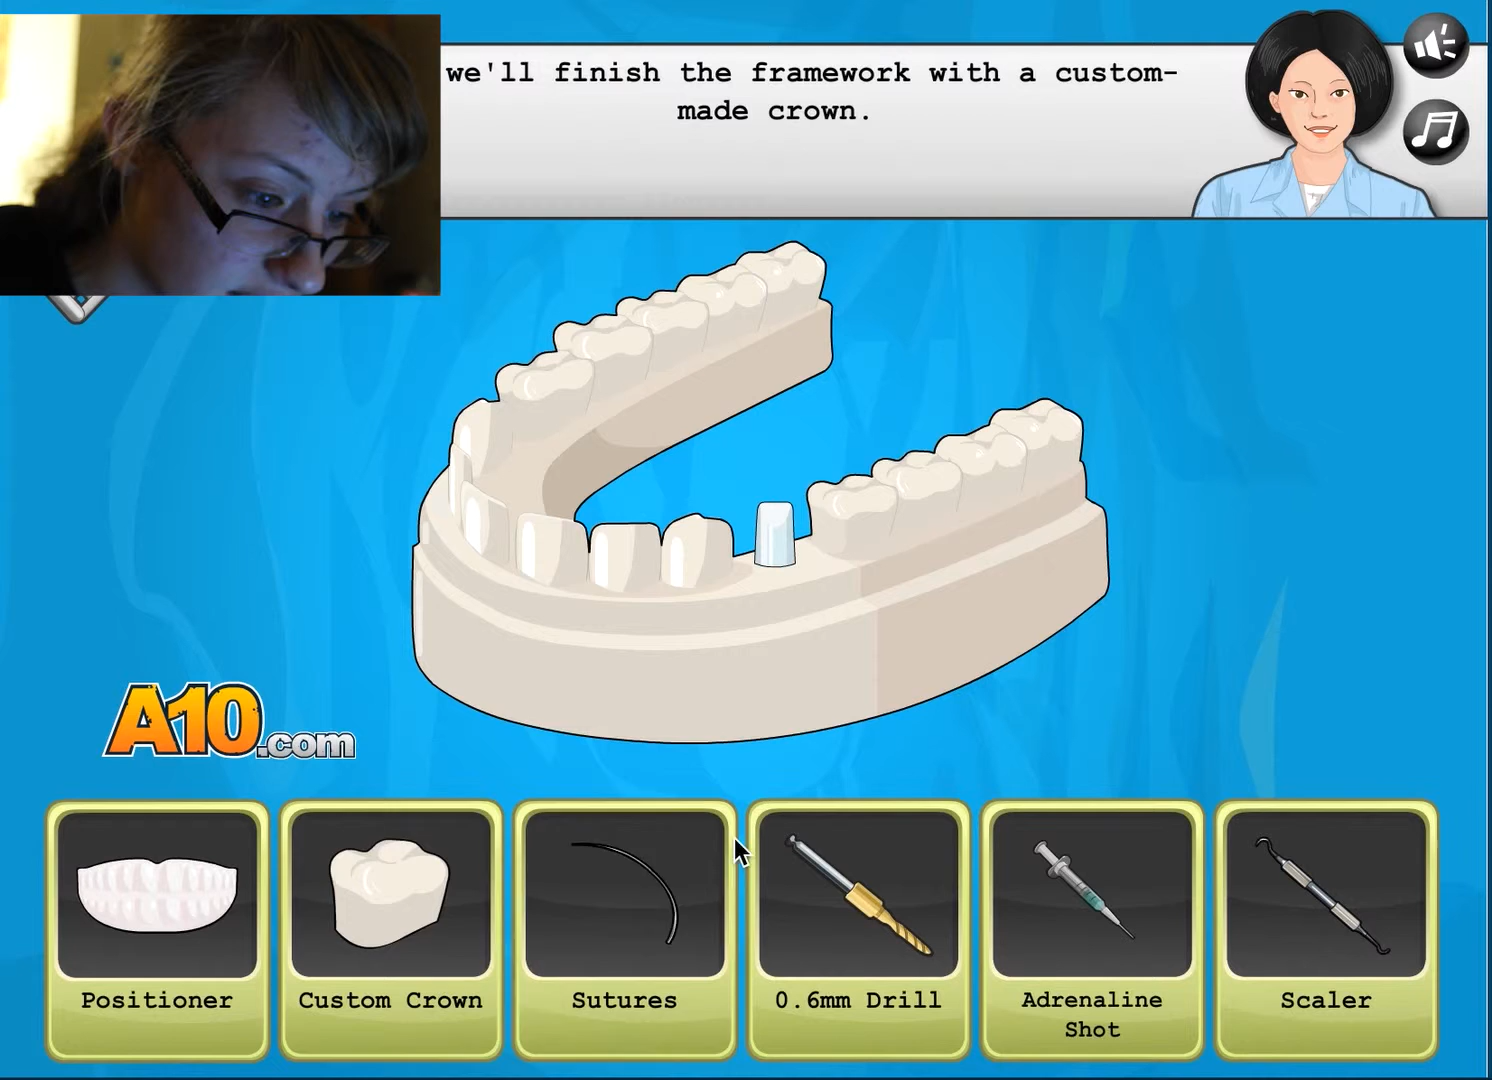 we'll finish the framework with a custom-
made crown.
A10.com
Positioner
Custom Crown
Sutures
0.6mm Drill
Adrenaline
Shot
Scaler